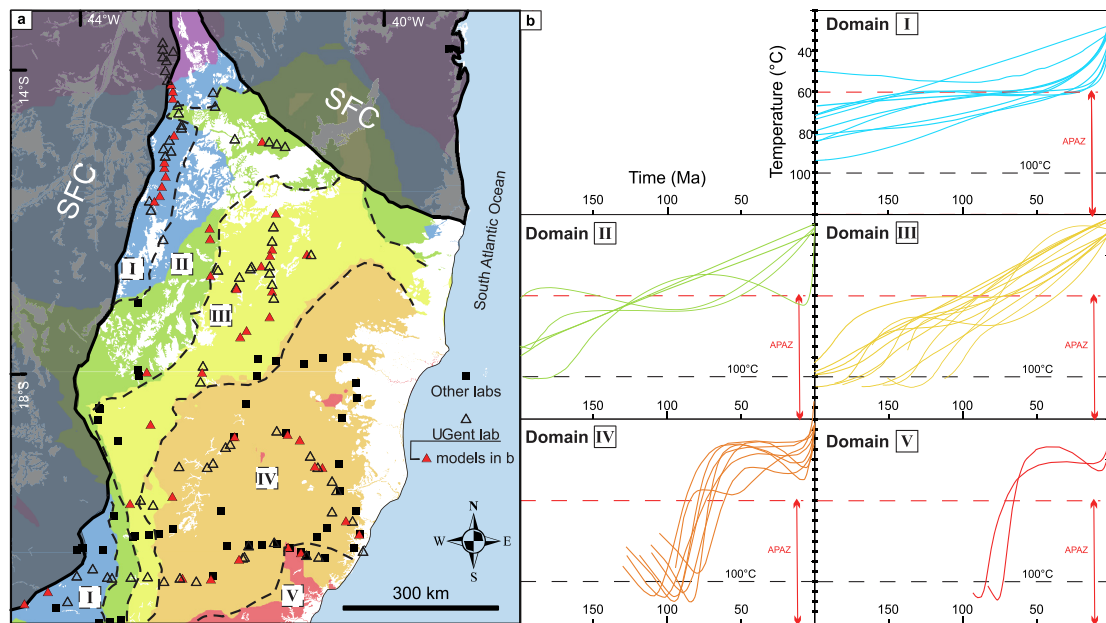 a
44°W
40°W
14°S
18°S
SFC
SFC
I
II
III
IV
V
I
South Atlantic Ocean
Other labs
UGent lab
models in b
N
W
E
S
300 km
b
Domain I
Temperature (°C)
40
60
80
100
APAZ
100°C
150
100
50
Time (Ma)
Domain II
APAZ
100°C
150
100
50
Domain III
APAZ
100°C
150
100
50
Domain IV
APAZ
100°C
150
100
50
0
Domain V
APAZ
100°C
150
100
50
0